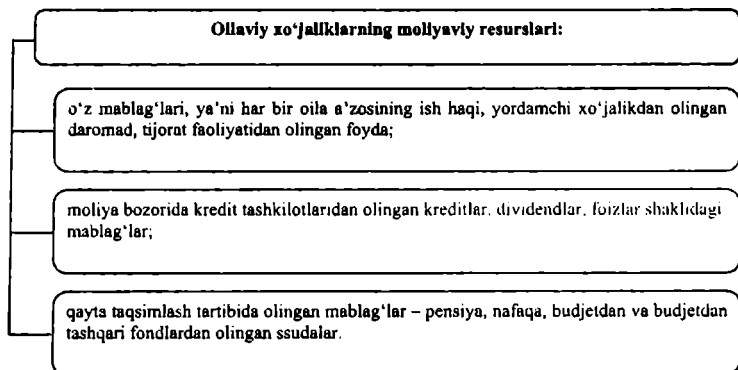 Oilaviy xo‘jaliklarning moliyaviy resurslari:
o‘z mablag‘lari, ya’ni har bir oila a’zosining ish haqi, yordamchi xo‘jalikdan olingan
daromad, tijorat faoliyatidan olingan foyda;
moliya bozorida kredit tashkilotlaridan olingan kreditlar, dividendlar, foizlar shaklidagi
mablag‘lar;
qayta taqsimlash tartibida olingan mablag‘lar – pensiya, nafaqa, budjetdan va budjetdan
tashqari fondlardan olingan ssudalar.